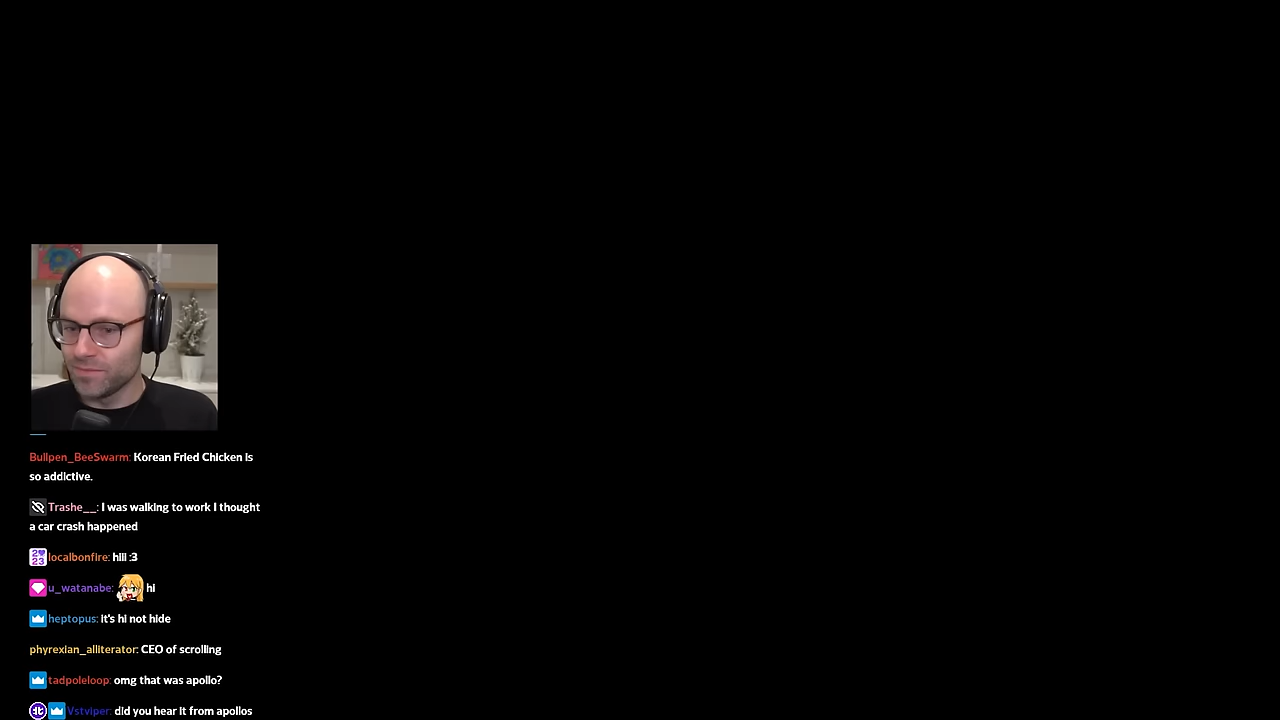 Bullpen_BeeSwarm: Korean Fried Chicken is
so addictive.
Trashe__: I was walking to work I thought
a car crash happened
localbonfire: hiii :3
u_watanabe: hi
heptopus: it's hi not hide
phyrexian_alliterator: CEO of scrolling
tadpoleloop: omg that was apollo?
Vstviper: did you hear it from apollos